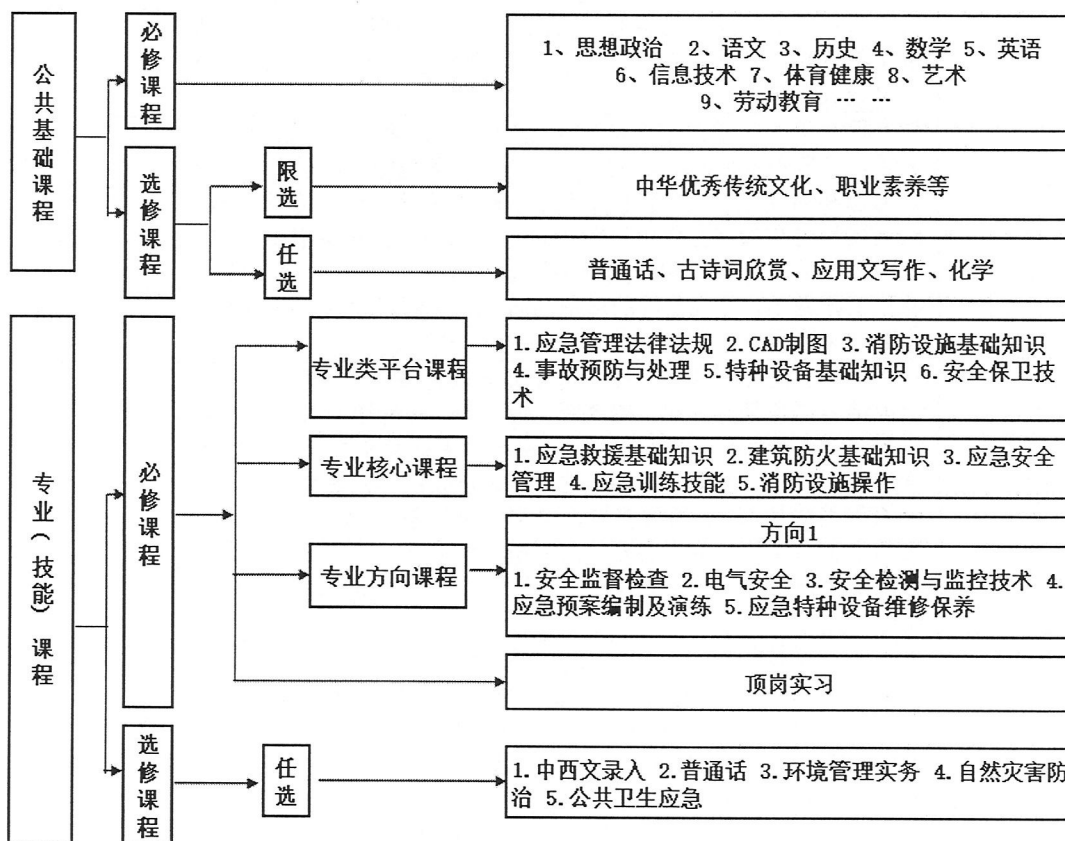 公共基础课程
必修课程
1、思想政治 2、语文 3、历史 4、数学 5、英语
6、信息技术 7、体育健康 8、艺术
9、劳动教育 … …
选修课程
限选
中华优秀传统文化、职业素养等
任选
普通话、古诗词欣赏、应用文写作、化学
专业（技能）课程
必修课程
专业类平台课程
1.应急管理法律法规 2.CAD制图 3.消防设施基础知识
4.事故预防与处理 5.特种设备基础知识 6.安全保卫技
术
专业核心课程
1.应急救援基础知识 2.建筑防火基础知识 3.应急安全
管理 4.应急训练技能 5.消防设施操作
专业方向课程
方向1
1.安全监督检查 2.电气安全 3.安全检测与监控技术 4.
应急预案编制及演练 5.应急特种设备维修保养
顶岗实习
选修课程
任选
1.中西文录入 2.普通话 3.环境管理实务 4.自然灾害防
治 5.公共卫生应急